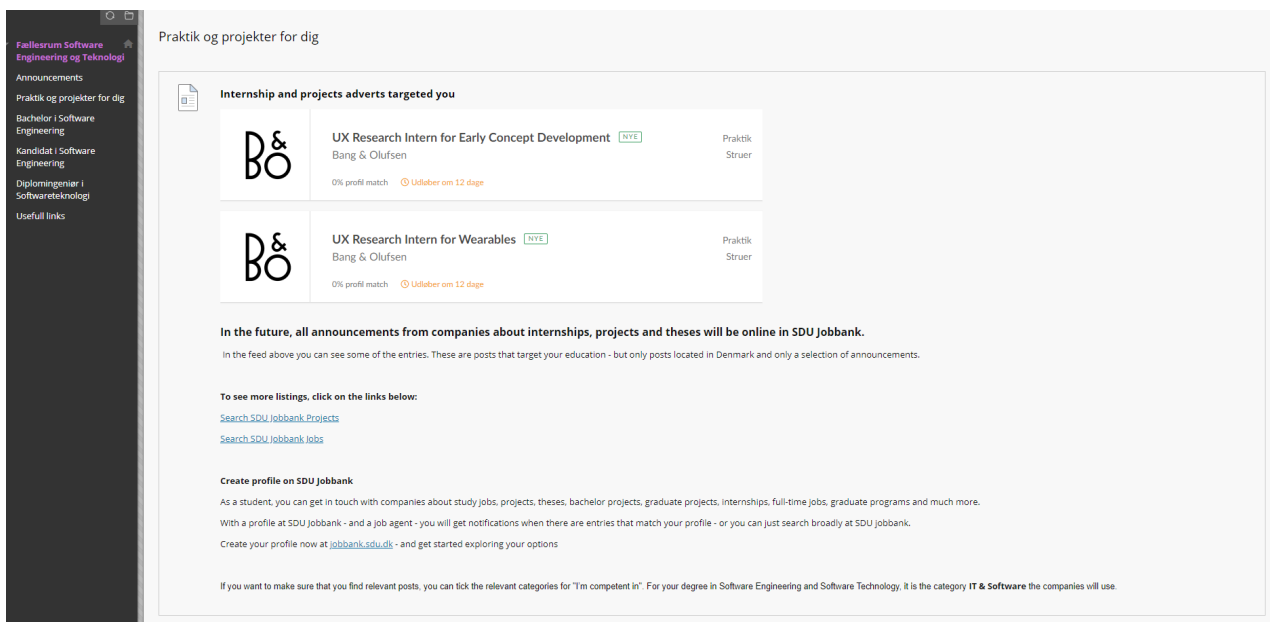 Fællesrum Software
Engineering og Teknologi
Announcements
Praktik og projekter for dig
Bachelor i Software
Engineering
Kandidat i Software
Engineering
Diplomingeniør i
Softwareteknologi
Usefull links
Praktik og projekter for dig
Internship and projects adverts targeted you
B&O
UX Research Intern for Early Concept Development NYE
Praktik
Bang & Olufsen
Struer
0% profil match Udløber om 12 dage
B&O
UX Research Intern for Wearables NYE
Praktik
Bang & Olufsen
Struer
0% profil match Udløber om 12 dage
In the future, all announcements from companies about internships, projects and theses will be online in SDU Jobbank.
In the feed above you can see some of the entries. These are posts that target your education - but only posts located in Denmark and only a selection of announcements.
To see more listings, click on the links below:
Search SDU Jobbank Projects
Search SDU Jobbank Jobs
Create profile on SDU Jobbank
As a student, you can get in touch with companies about study jobs, projects, theses, bachelor projects, graduate projects, internships, full-time jobs, graduate programs and much more.
With a profile at SDU Jobbank - and a job agent - you will get notifications when there are entries that match your profile - or you can just search broadly at SDU jobbank.
Create your profile now at jobbank.sdu.dk - and get started exploring your options
If you want to make sure that you find relevant posts, you can tick the relevant categories for "I'm competent in". For your degree in Software Engineering and Software Technology, it is the category IT & Software the companies will use.